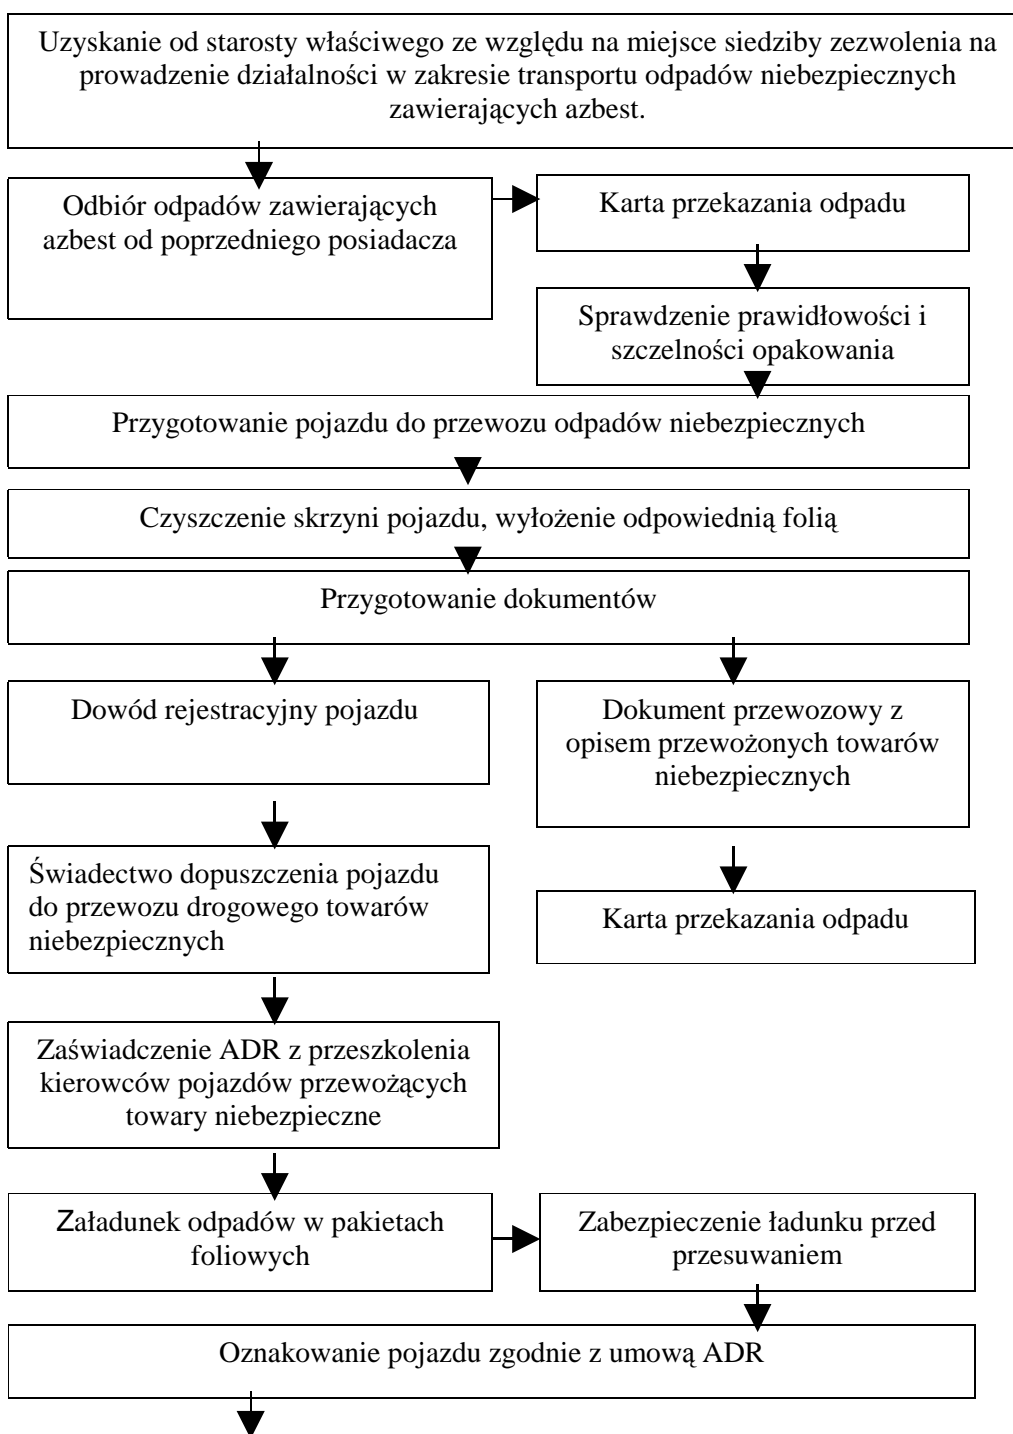 Uzyskanie od starosty właściwego ze względu na miejsce siedziby zezwolenia na
prowadzenie działalności w zakresie transportu odpadów niebezpiecznych
zawierających azbest.
Odbiór odpadów zawierających
azbest od poprzedniego posiadacza
Karta przekazania odpadu
Sprawdzenie prawidłowości i
szczelności opakowania
Przygotowanie pojazdu do przewozu odpadów niebezpiecznych
Czyszczenie skrzyni pojazdu, wyłożenie odpowiednią folią
Przygotowanie dokumentów
Dowód rejestracyjny pojazdu
Dokument przewozowy z
opisem przewożonych towarów
niebezpiecznych
Świadectwo dopuszczenia pojazdu
do przewozu drogowego towarów
niebezpiecznych
Karta przekazania odpadu
Zaświadczenie ADR z przeszkolenia
kierowców pojazdów przewożących
towary niebezpieczne
Załadunek odpadów w pakietach
foliowych
Zabezpieczenie ładunku przed
przesuwaniem
Oznakowanie pojazdu zgodnie z umową ADR